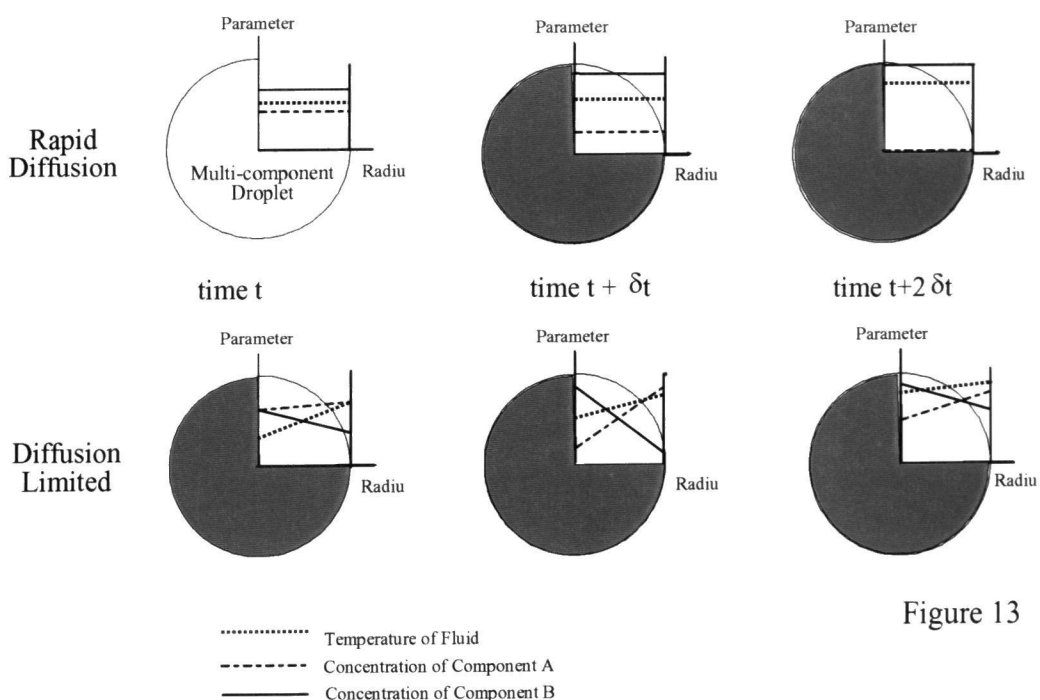 Parameter
Parameter
Parameter
Rapid
Diffusion
Multi-component
Droplet
Radiu
Radiu
Radiu
time t
time t + δt
time t+2 δt
Parameter
Parameter
Parameter
Diffusion
Limited
Radiu
Radiu
Radiu
Figure 13
Temperature of Fluid
Concentration of Component A
Concentration of Component B